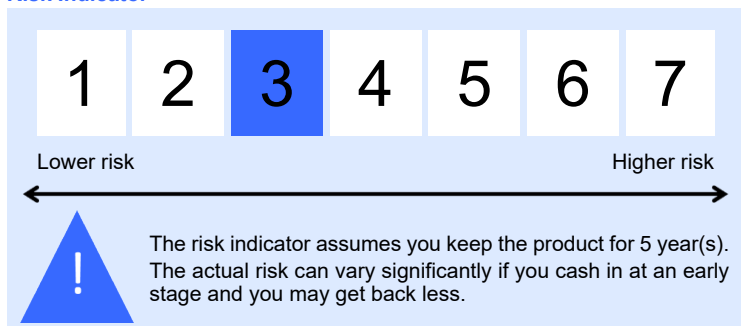 1 2 3 4 5 6 7
Lower risk Higher risk
!
The risk indicator assumes you keep the product for 5 year(s).
The actual risk can vary significantly if you cash in at an early
stage and you may get back less.